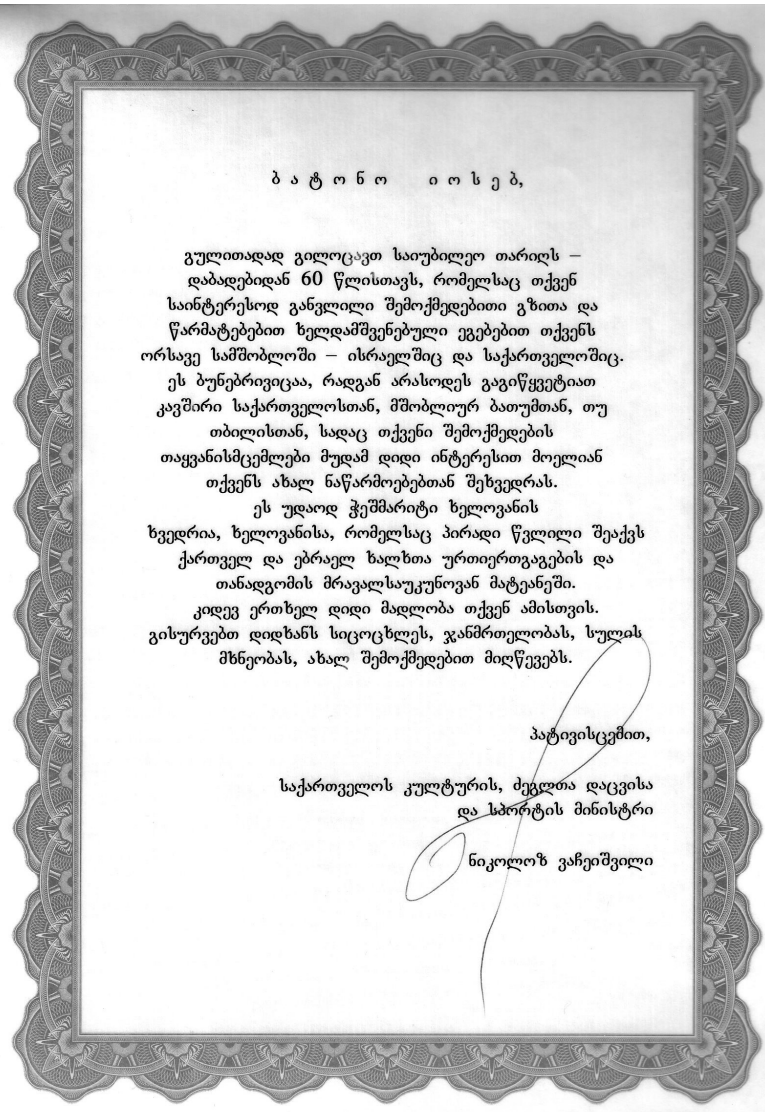 ბატონო იოსებ,
გულითადად გილოცავთ საიუბილეო თარიღს –
დაბადებიდან 60 წლისთავს, რომელსაც თქვენ
საინტერესოდ განვლილი შემოქმედებითი გზითა და
წარმატებებით ხელდამშვენებული ეგებებით თქვენს
ორსავე სამშობლოში – ისრაელშიც და საქართველოშიც.
ეს ბუნებრივიცაა, რადგან არასოდეს გაგიწყვეტიათ
კავშირი საქართველოსთან, მშობლიურ ბათუმთან, თუ
თბილისთან, სადაც თქვენი შემოქმედების
თაყვანისმცემლები მუდამ დიდი ინტერესით მოელიან
თქვენს ახალ ნაწარმოებებთან შეხვედრას.
ეს უდაოდ ჭეშმარიტი ხელოვანის
ხვედრია, ხელოვანისა, რომელსაც პირადი წვლილი შეაქვს
ქართველ და ებრაელ ხალხთა ურთიერთგაგების და
თანადგომის მრავალსაუკუნოვან მატეანეში.
კიდევ ერთხელ დიდი მადლობა თქვენ ამისთვის.
გისურვებთ დიდხანს სიცოცხლეს, ჯანმრთელობას, სულის
მხნეობას, ახალ შემოქმედებით მიღწევებს.
პატივისცემით,
საქართველოს კულტურის, ძეგლთა დაცვისა
და სპორტის მინისტრი
ნიკოლოზ ვაჩეიშვილი